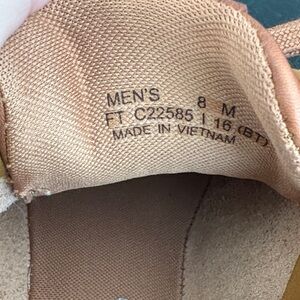 MEN'S 8 M
FT C22585 I 16 (BT)
MADE IN VIETNAM